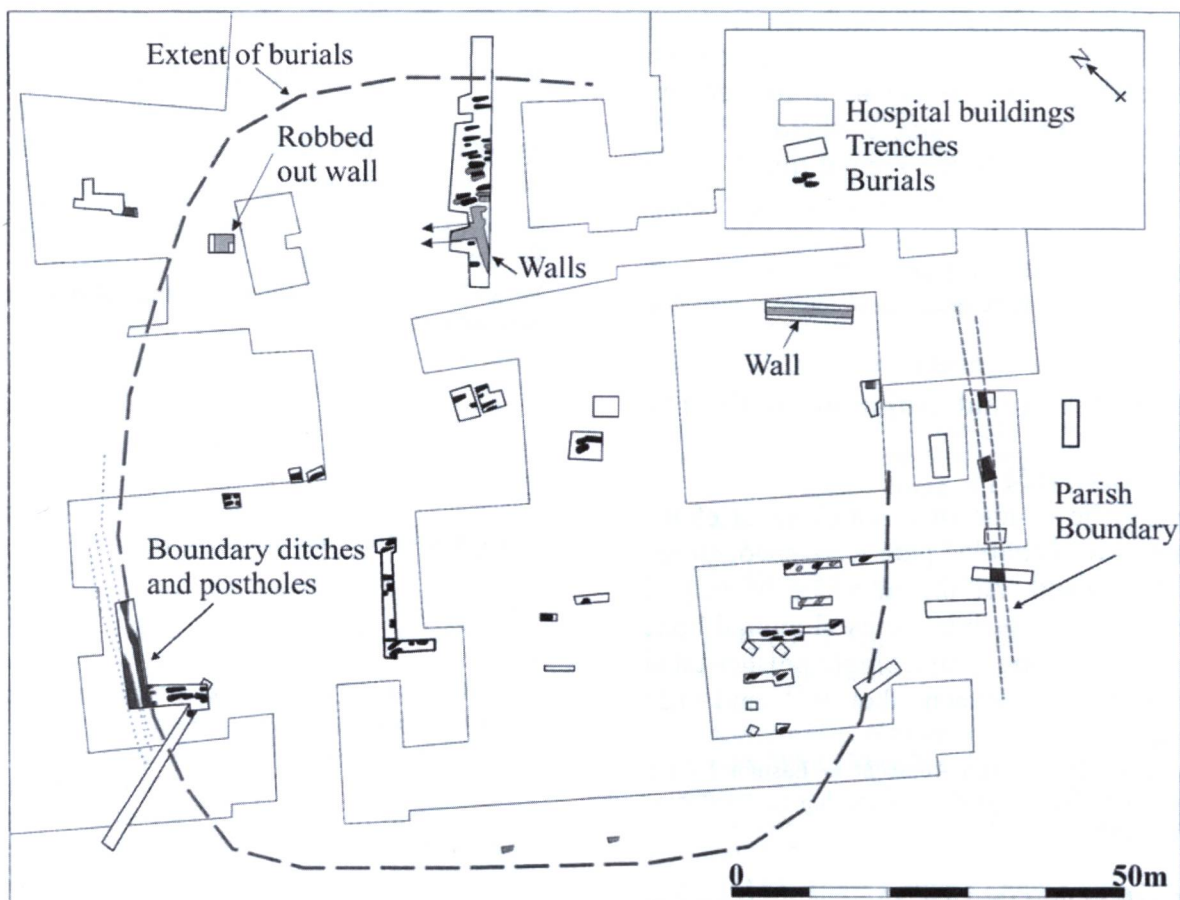 Extent of burials
Robbed
out wall
N
Hospital buildings
Trenches
Burials
Walls
Wall
Parish
Boundary
Boundary ditches
and postholes
0 50m